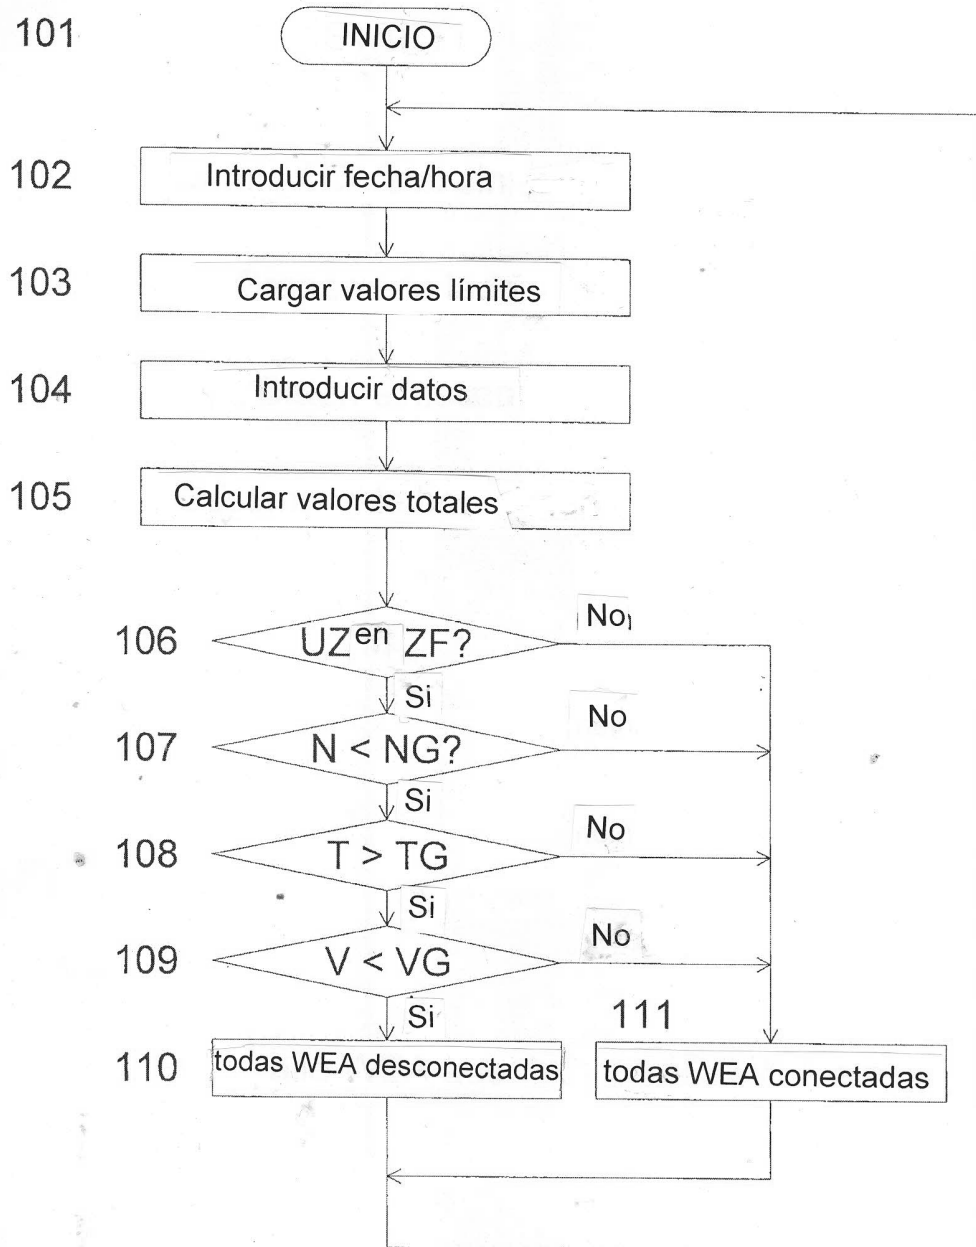 101
INICIO
102
Introducir fecha/hora
103
Cargar valores límites
104
Introducir datos
105
Calcular valores totales
106
UZ en ZF?
No
Si
107
N < NG?
No
Si
108
T > TG
No
Si
109
V < VG
No
Si
111
110
todas WEA desconectadas
todas WEA conectadas